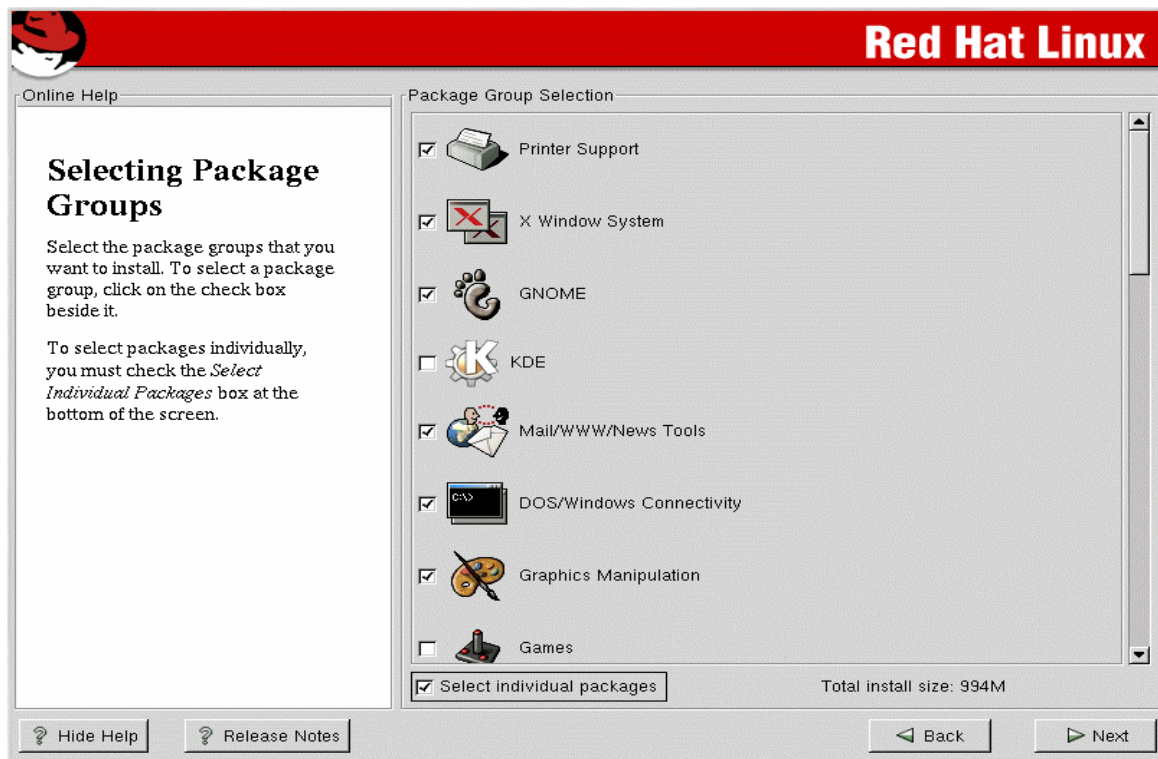 Red Hat Linux
Online Help
Selecting Package
Groups
Select the package groups that you
want to install. To select a package
group, click on the check box
beside it.
To select packages individually,
you must check the Select
Individual Packages box at the
bottom of the screen.
Package Group Selection
Printer Support
X Window System
GNOME
KDE
Mail/WWW/News Tools
C:\>
DOS/Windows Connectivity
Graphics Manipulation
Games
Select individual packages
Total install size: 994M
Hide Help
Release Notes
Back
Next